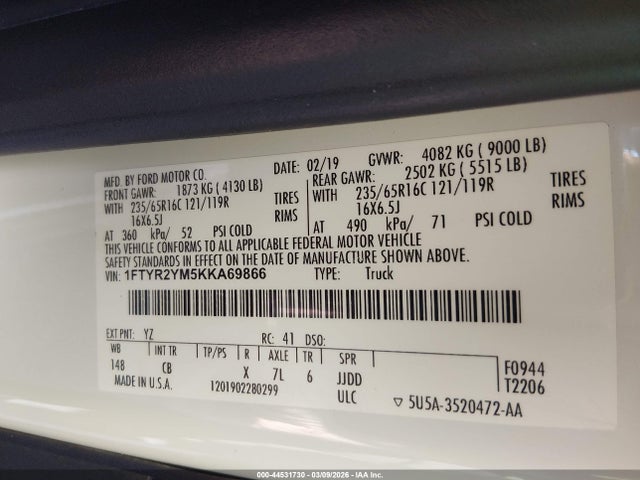 MFD. BY FORD MOTOR CO.
DATE: 02/19 GVWR: 4082 KG ( 9000 LB)
FRONT GAWR: 1873 KG ( 4130 LB) REAR GAWR: 2502 KG ( 5515 LB)
WITH 235/65R16C 121/119R TIRES WITH 235/65R16C 121/119R TIRES
16X6.5J RIMS 16X6.5J RIMS
AT 360 kPa/ 52 PSI COLD AT 490 kPa/ 71 PSI COLD
THIS VEHICLE CONFORMS TO ALL APPLICABLE FEDERAL MOTOR VEHICLE
SAFETY STANDARDS IN EFFECT ON THE DATE OF MANUFACTURE SHOWN ABOVE.
VIN: 1FTYR2YM5KKA69866 TYPE: Truck
EXT PNT: YZ RC: 41 DSO:
WB INT TR TP/PS R AXLE TR SPR F0944
148 CB X 7L 6 JJDD T2206
MADE IN U.S.A. 1201902280299 ULC ▽ 5U5A-3520472-AA
000-44531730 - 03/09/2026 - IAA, Inc.